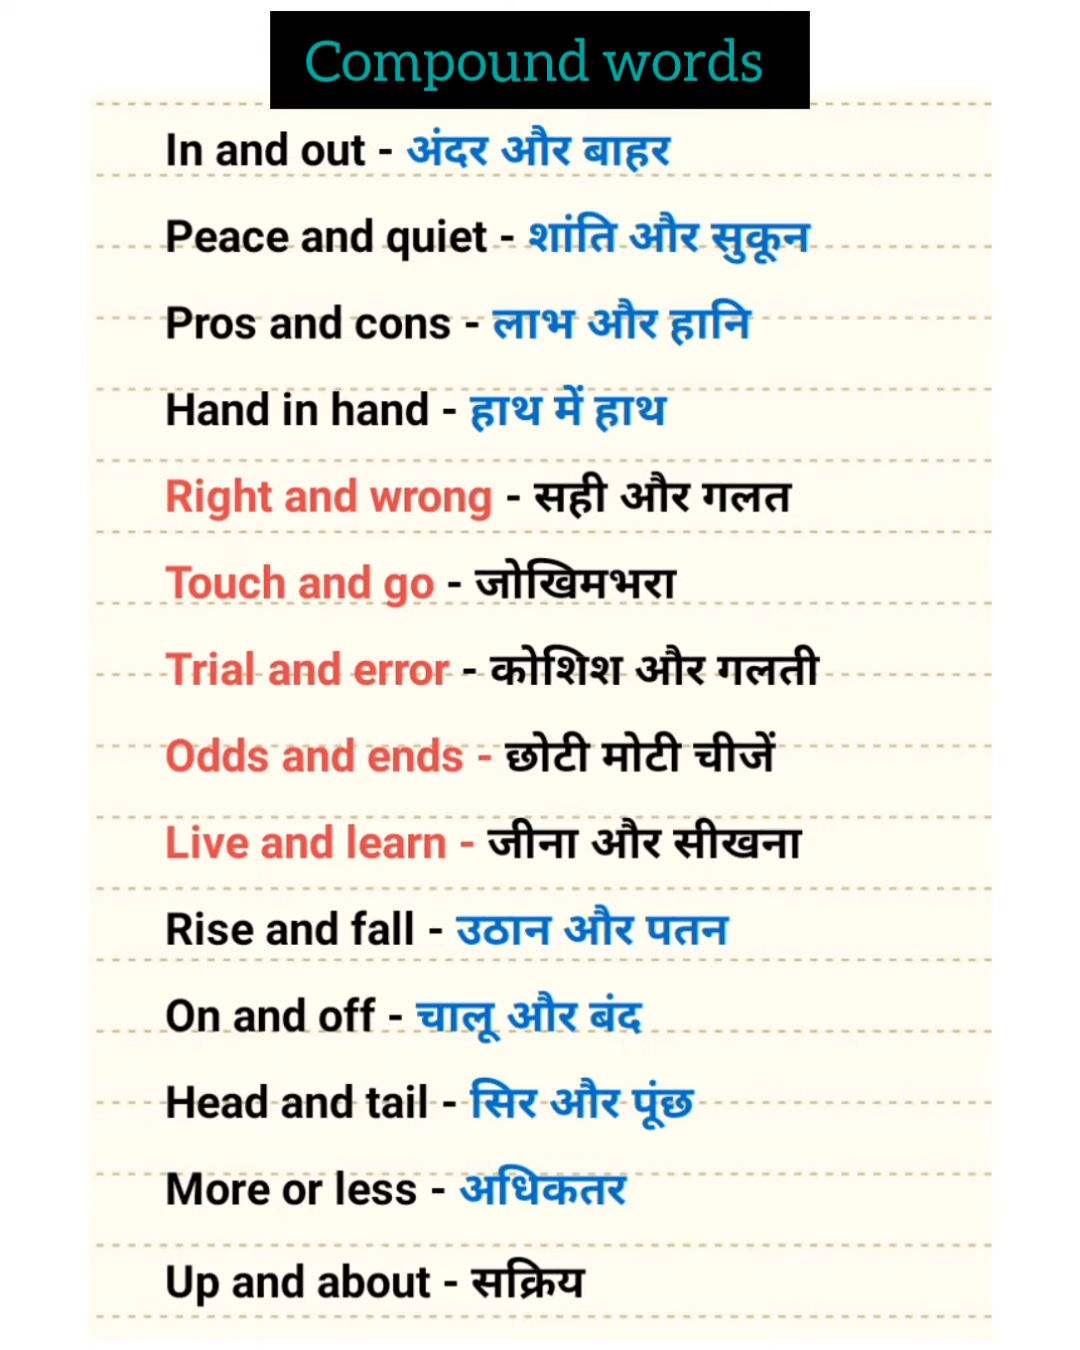 Compound words
In and out - अंदर और बाहर
Peace and quiet - शांति और सुकून
Pros and cons - लाभ और हानि
Hand in hand - हाथ में हाथ
Right and wrong - सही और गलत
Touch and go - जोखिमभरा
Trial and error - कोशिश और गलती
Odds and ends - छोटी मोटी चीजें
Live and learn - जीना और सीखना
Rise and fall - उठान और पतन
On and off - चालू और बंद
Head and tail - सिर और पूंछ
More or less - अधिकतर
Up and about - सक्रिय